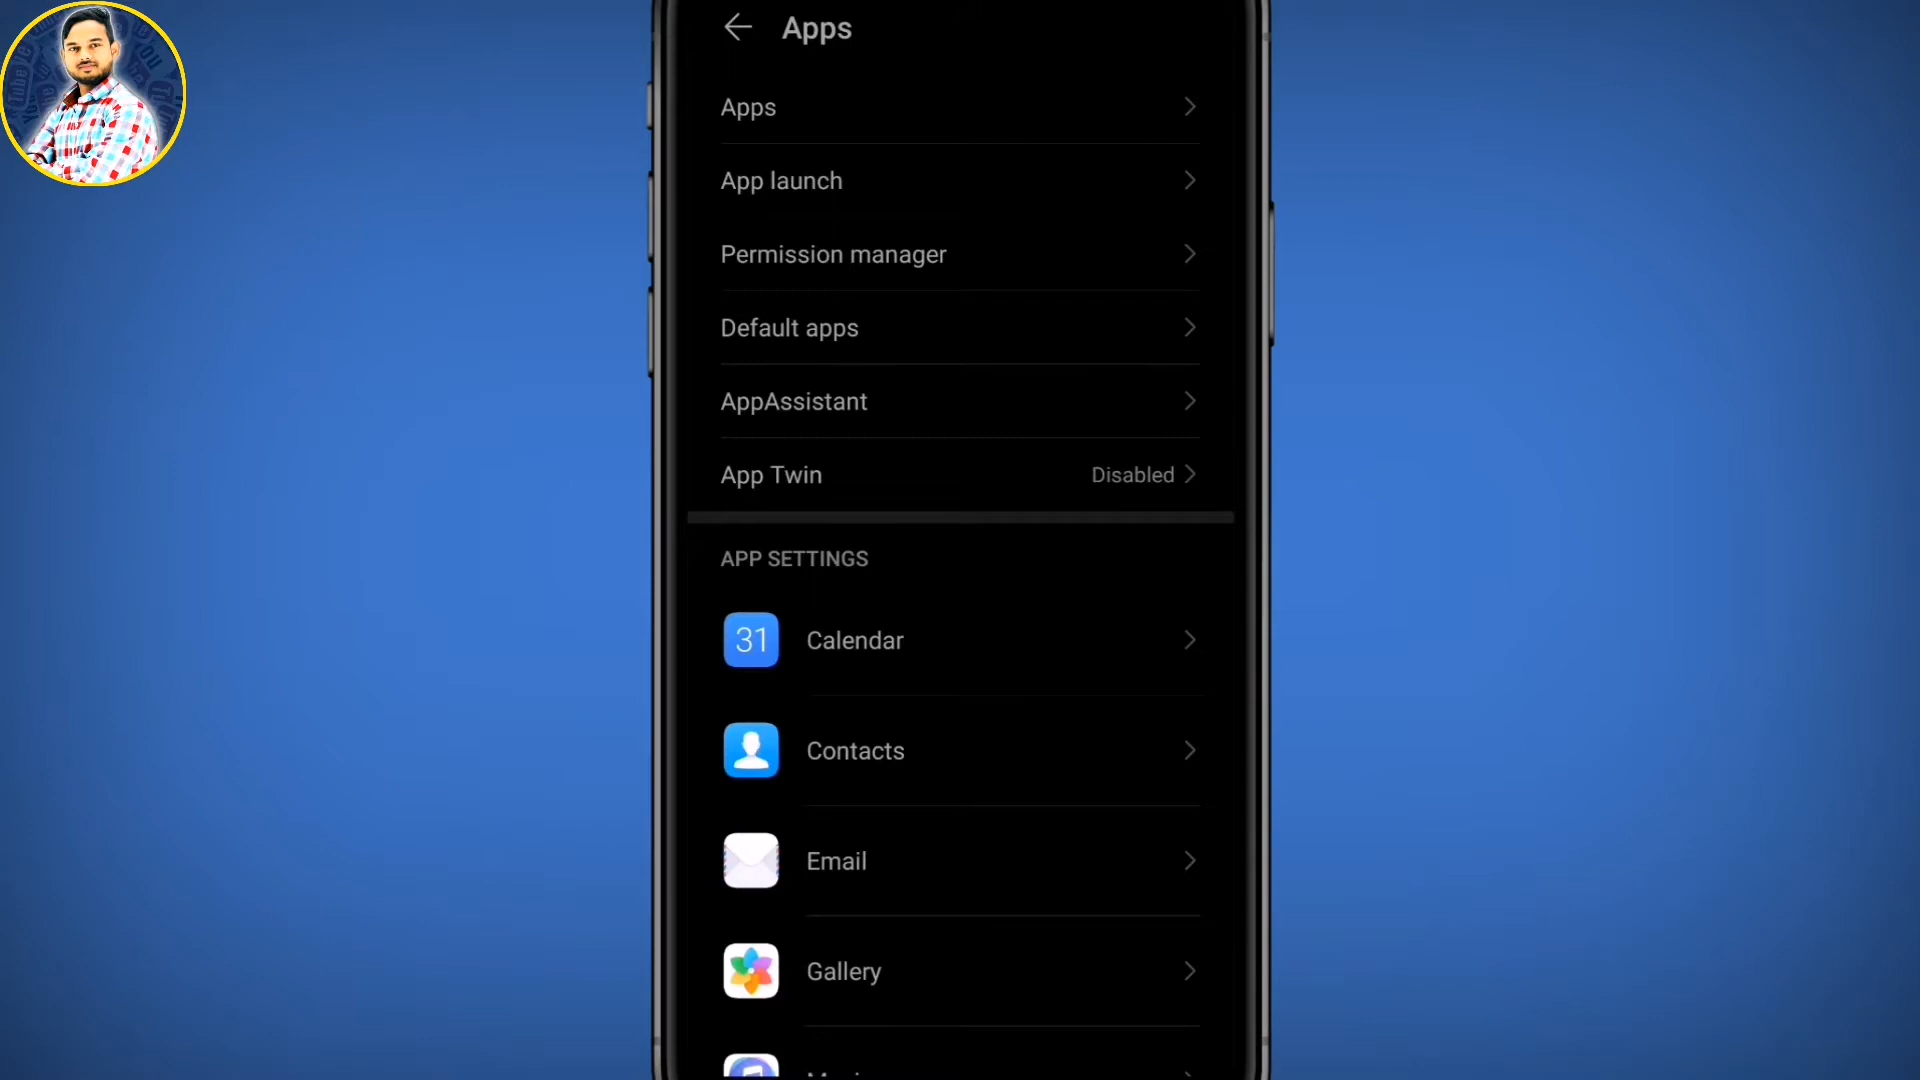 Apps
Apps
App launch
Permission manager
Default apps
AppAssistant
App Twin Disabled
APP SETTINGS
31 Calendar
Contacts
Email
Gallery